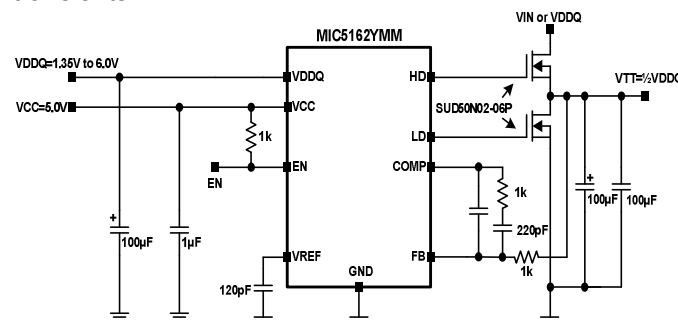 VIN or VDDQ
MIC5162YMM
VDDQ=1.35V to 6.0V
VDDQ
HD
VTT=½VDDQ
VCC=5.0V
VCC
SUD50N02-06P
1k
LD
EN
EN
COMP
1k
100µF
1µF
100µF
100µF
220pF
VREF
FB
1k
GND
120pF